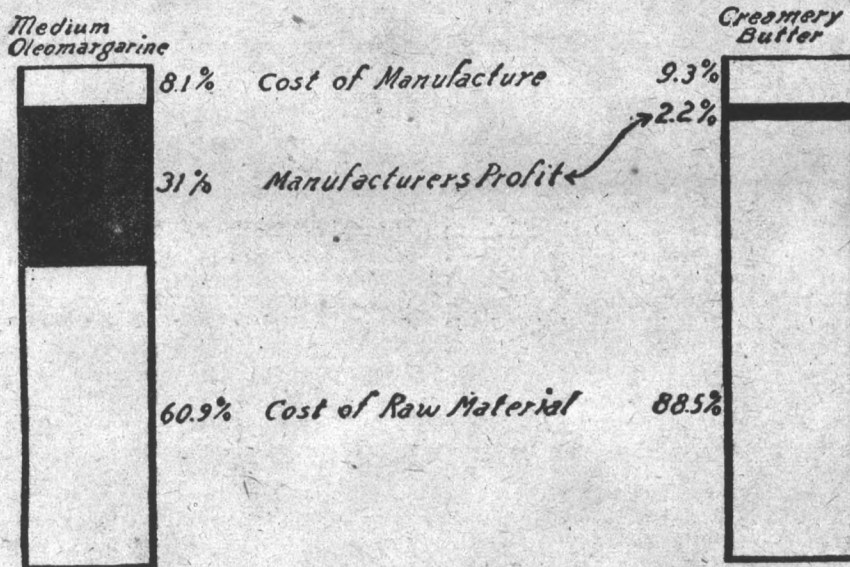 Medium
Oleomargarine
Creamery
Butter
8.1% Cost of Manufacture 9.3%
2.2%
31% Manufacturers Profit
60.9% Cost of Raw Material 88.5%